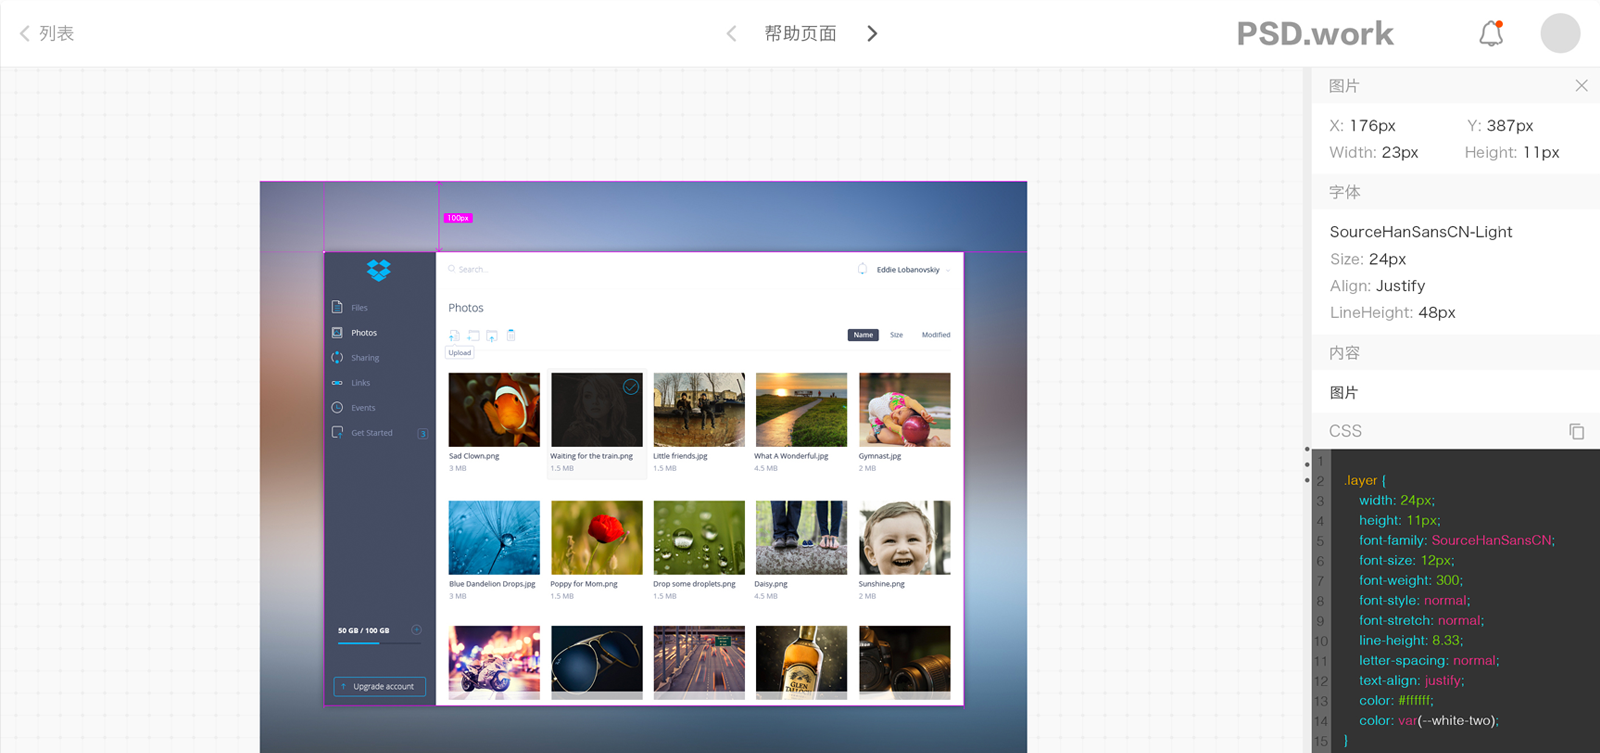 列表
帮助页面
PSD.work
100px
Search...
Eddie Lobanovskiy
Files
Photos
Sharing
Links
Events
Get Started
3
50 GB / 100 GB
Upgrade account
Photos
Name Size Modified
Upload
Sad Clown.png
3 MB
Waiting for the train.png
1.5 MB
Little friends.jpg
1.5 MB
What A Wonderful.jpg
4.5 MB
Gymnast.jpg
2 MB
Blue Dandelion Drops.jpg
3 MB
Poppy for Mom.png
1.5 MB
Drop some droplets.png
1.5 MB
Daisy.png
4.5 MB
Sunshine.png
2 MB
GLEN
图片
X: 176px Y: 387px
Width: 23px Height: 11px
字体
SourceHanSansCN-Light
Size: 24px
Align: Justify
LineHeight: 48px
内容
图片
CSS
1
2 .layer {
3 width: 24px;
4 height: 11px;
5 font-family: SourceHanSansCN;
6 font-size: 12px;
7 font-weight: 300;
8 font-style: normal;
9 font-stretch: normal;
10 line-height: 8.33;
11 letter-spacing: normal;
12 text-align: justify;
13 color: #ffffff;
14 color: var(--white-two);
15 }